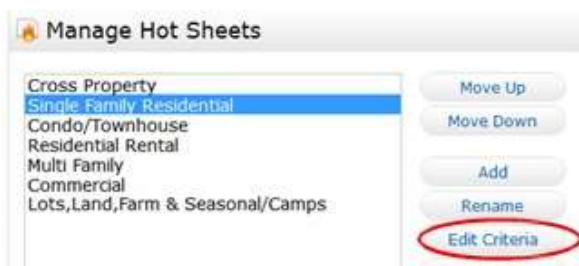 Manage Hot Sheets
Cross Property
Single Family Residential
Condo/Townhouse
Residential Rental
Multi Family
Commercial
Lots,Land,Farm & Seasonal/Camps
Move Up
Move Down
Add
Rename
Edit Criteria